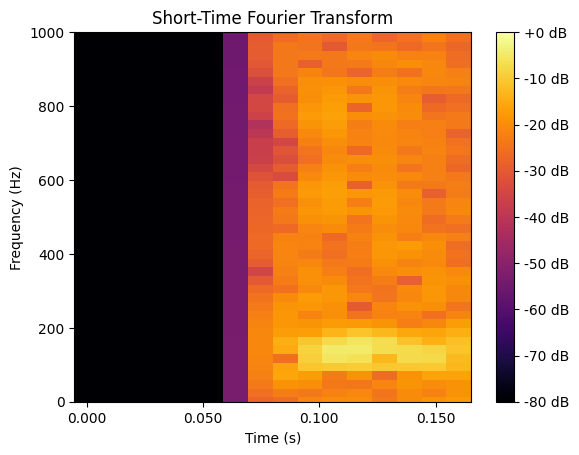 Short-Time Fourier Transform
1000
800
600
400
200
0
Frequency (Hz)
0.000
0.050
0.100
0.150
Time (s)
+0 dB
-10 dB
-20 dB
-30 dB
-40 dB
-50 dB
-60 dB
-70 dB
-80 dB